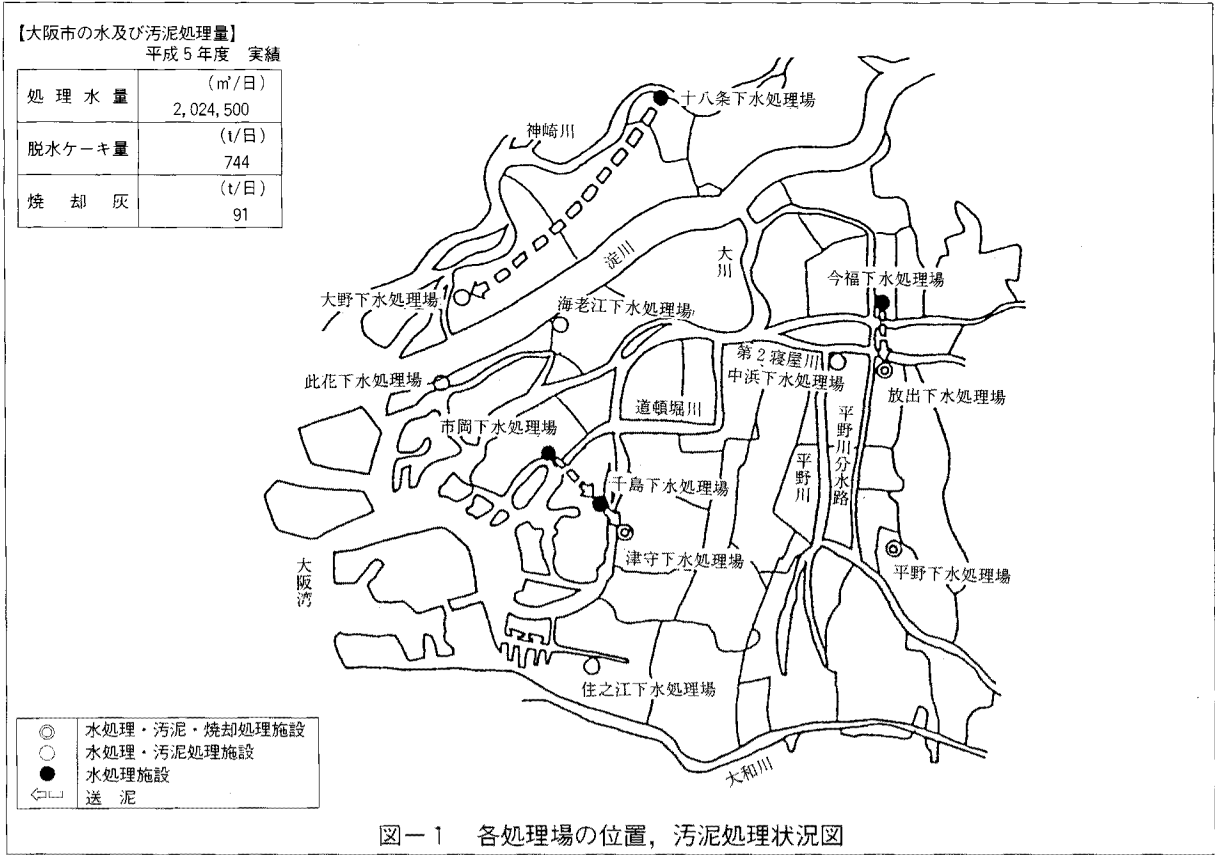 【大阪市の水及び汚泥処理量】
平成5年度 実績
処理水量 (㎥/日) 2,024,500
脱水ケーキ量 (t/日) 744
焼却灰 (t/日) 91
十八条下水処理場
神崎川
淀川
大川
今福下水処理場
大野下水処理場
海老江下水処理場
第2寝屋川
此花下水処理場
中浜下水処理場
放出下水処理場
道頓堀川
市岡下水処理場
平野川分水路
平野川
千島下水処理場
津守下水処理場
平野下水処理場
大阪湾
住之江下水処理場
大和川
◎ 水処理・汚泥・焼却処理施設
○ 水処理・汚泥処理施設
● 水処理施設
送泥
図-1 各処理場の位置,汚泥処理状況図